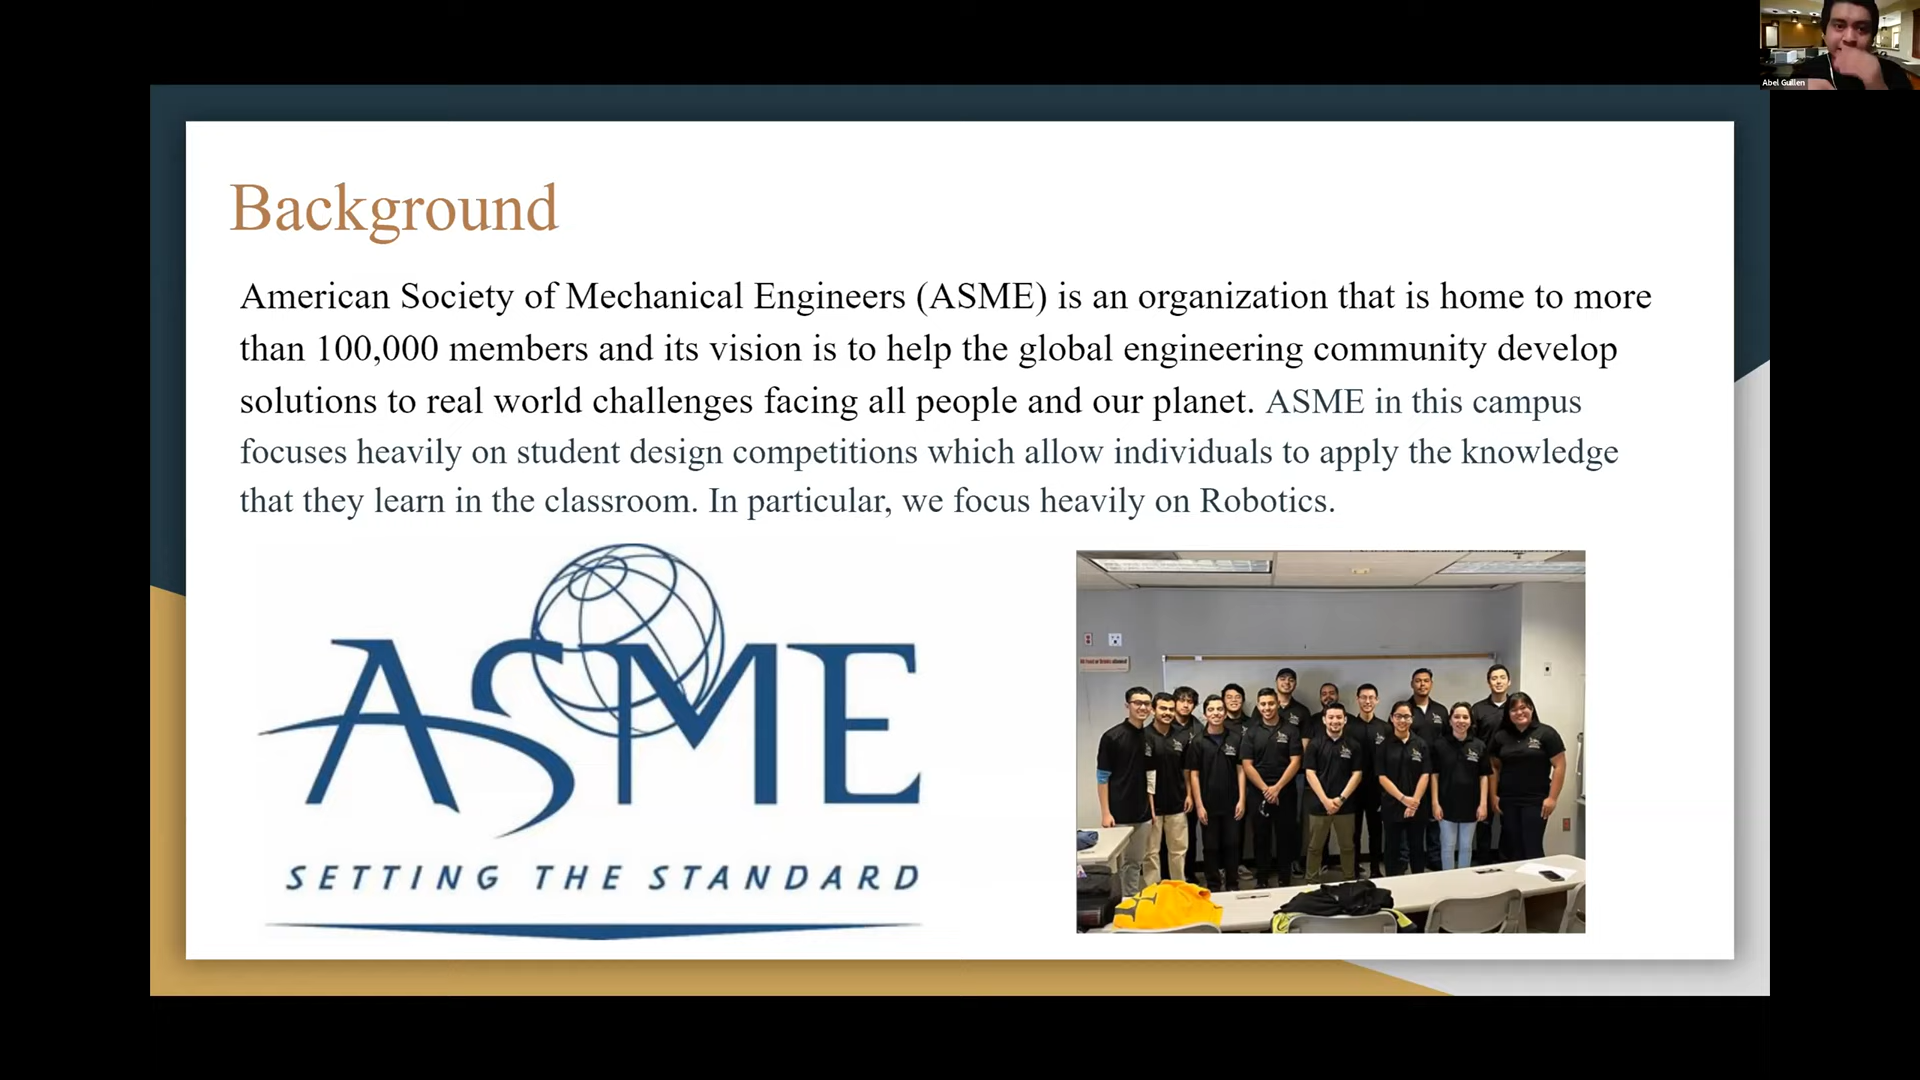 Abel Guillen
Background
American Society of Mechanical Engineers (ASME) is an organization that is home to more
than 100,000 members and its vision is to help the global engineering community develop
solutions to real world challenges facing all people and our planet. ASME in this campus
focuses heavily on student design competitions which allow individuals to apply the knowledge
that they learn in the classroom. In particular, we focus heavily on Robotics.
ASME
SETTING THE STANDARD